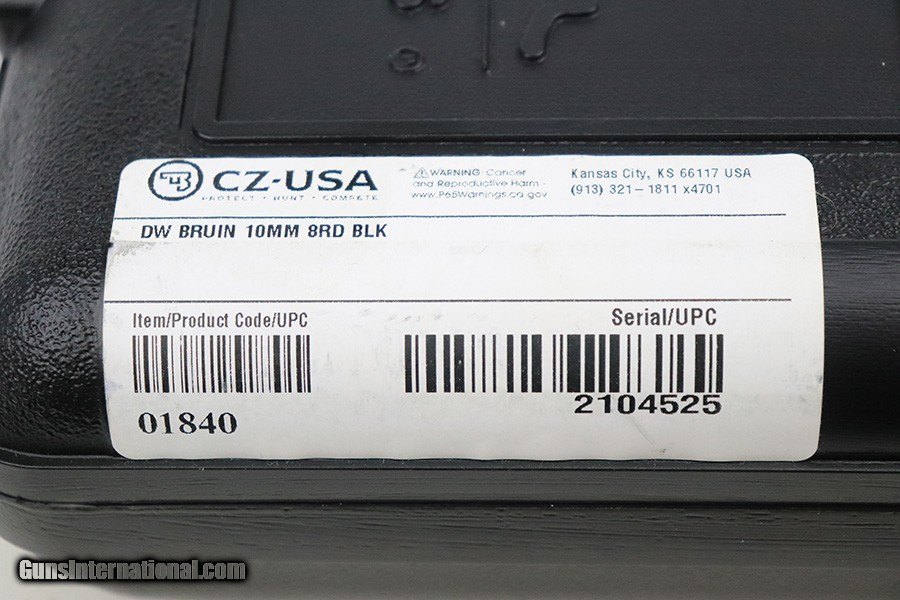 CZ-USA
PROTECT • HUNT • COMPETE
⚠WARNING: Cancer
and Reproductive Harm -
www.P65Warnings.ca.gov
Kansas City, KS 66117 USA
(913) 321-1811 x4701
DW BRUIN 10MM 8RD BLK
Item/Product Code/UPC
01840
Serial/UPC
2104525
GunsInternational.com